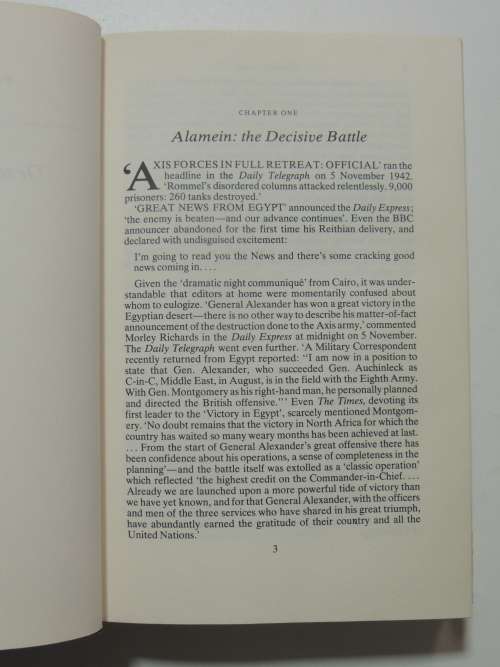 CHAPTER ONE
Alamein: the Decisive Battle
‘AXIS FORCES IN FULL RETREAT: OFFICIAL’ ran the
headline in the Daily Telegraph on 5 November 1942.
‘Rommel’s disordered columns attacked relentlessly. 9,000
prisoners: 260 tanks destroyed.’
‘GREAT NEWS FROM EGYPT’ announced the Daily Express;
‘the enemy is beaten—and our advance continues’. Even the BBC
announcer abandoned for the first time his Reithian delivery, and
declared with undisguised excitement:
I’m going to read you the News and there’s some cracking good
news coming in. . . .
Given the ‘dramatic night communiqué’ from Cairo, it was under-
standable that editors at home were momentarily confused about
whom to eulogize. ‘General Alexander has won a great victory in the
Egyptian desert—there is no other way to describe his matter-of-fact
announcement of the destruction done to the Axis army,’ commented
Morley Richards in the Daily Express at midnight on 5 November.
The Daily Telegraph went even further. ‘A Military Correspondent
recently returned from Egypt reported: “I am now in a position to
state that Gen. Alexander, who succeeded Gen. Auchinleck as
C-in-C, Middle East, in August, is in the field with the Eighth Army.
With Gen. Montgomery as his right-hand man, he personally planned
and directed the British offensive.”’ Even The Times, devoting its
first leader to the ‘Victory in Egypt’, scarcely mentioned Montgom-
ery. ‘No doubt remains that the victory in North Africa for which the
country has waited so many weary months has been achieved at last.
. . . From the start of General Alexander’s great offensive there has
been confidence about his operations, a sense of completeness in the
planning’—and the battle itself was extolled as a ‘classic operation’
which reflected ‘the highest credit on the Commander-in-Chief. . . .
Already we are launched upon a more powerful tide of victory than
we have yet known, and for that General Alexander, with the officers
and men of the three services who have shared in his great triumph,
have abundantly earned the gratitude of their country and all the
United Nations.’
3